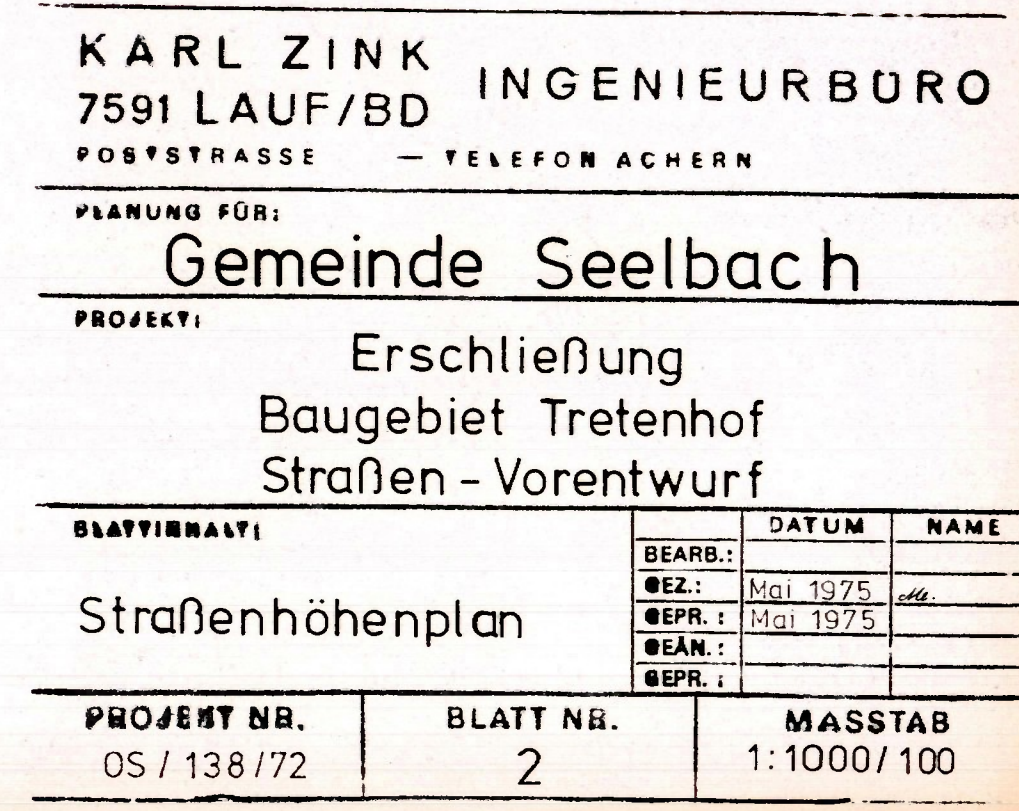 KARL ZINK
7591 LAUF/BD
INGENIEURBÜRO
POSTSTRASSE — TELEFON ACHERN
PLANUNG FÜR:
Gemeinde Seelbach
PROJEKT:
Erschließung
Baugebiet Tretenhof
Straßen - Vorentwurf
BLATTINHALT:
Straßenhöhenplan
DATUM NAME
BEARB.:
GEZ.: Mai 1975
GEPR.: Mai 1975
GEÄN.:
GEPR.:
PROJEKT NR. BLATT NR. MASSTAB
OS / 138/72 2 1:1000/100